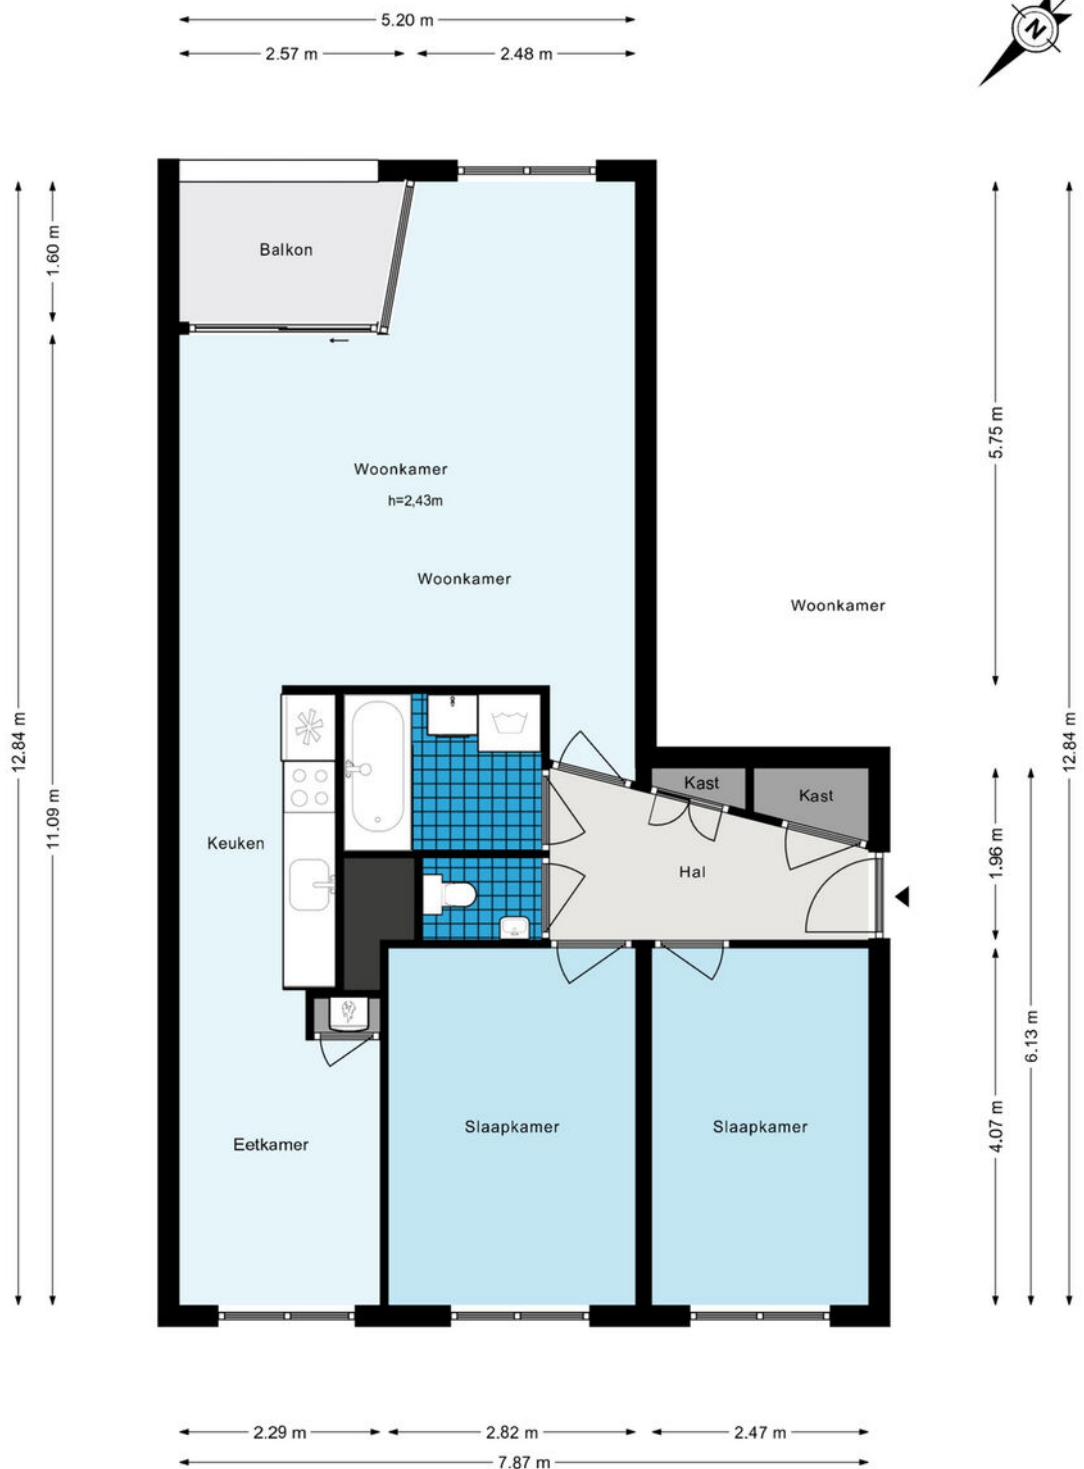 5.20 m
N
2.57 m
2.48 m
Balkon
1.60 m
5.75 m
Woonkamer
h=2,43m
Woonkamer
Woonkamer
12.84 m
12.84 m
11.09 m
Kast
Kast
Keuken
Hal
1.96 m
6.13 m
4.07 m
Slaapkamer
Slaapkamer
Eetkamer
2.29 m
2.82 m
2.47 m
7.87 m